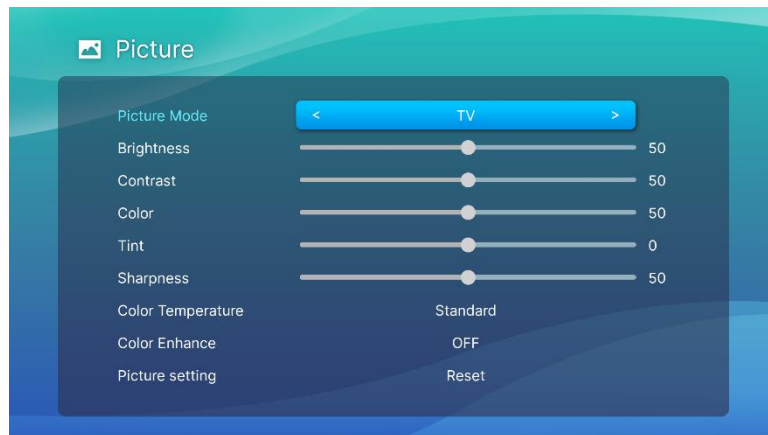 Picture
Picture Mode < TV >
Brightness 50
Contrast 50
Color 50
Tint 0
Sharpness 50
Color Temperature Standard
Color Enhance OFF
Picture setting Reset